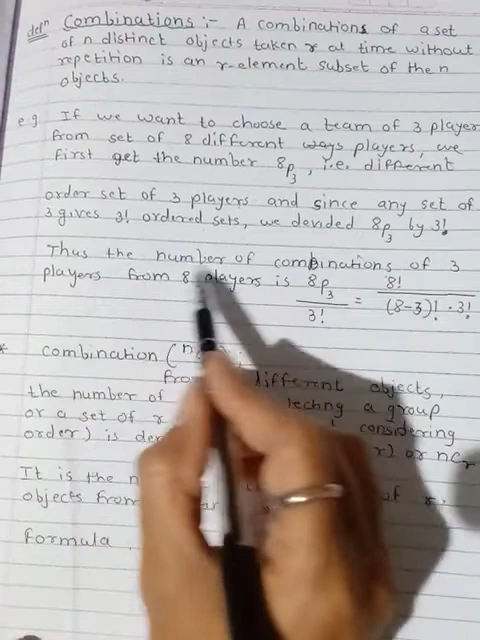 defn Combinations :- A combinations of a set
of n distinct objects taken r at time without
repetition is an r-element subset of the n
objects.
e.g If we want to choose a team of 3 player
from set of 8 different ways players, we
first get the number 8P3, i.e. different
order set of 3 players and since any set of
3 gives 3! ordered sets, we devided 8P3 by 3!
Thus the number of combinations of 3
players from 8 players is 8P3/3! = 8!/(8-3)! · 3!
* Combination (n
from different objects,
the number of a group
or a set of r considering
order) is r) or nCr
It is the n
objects from of r.
formula